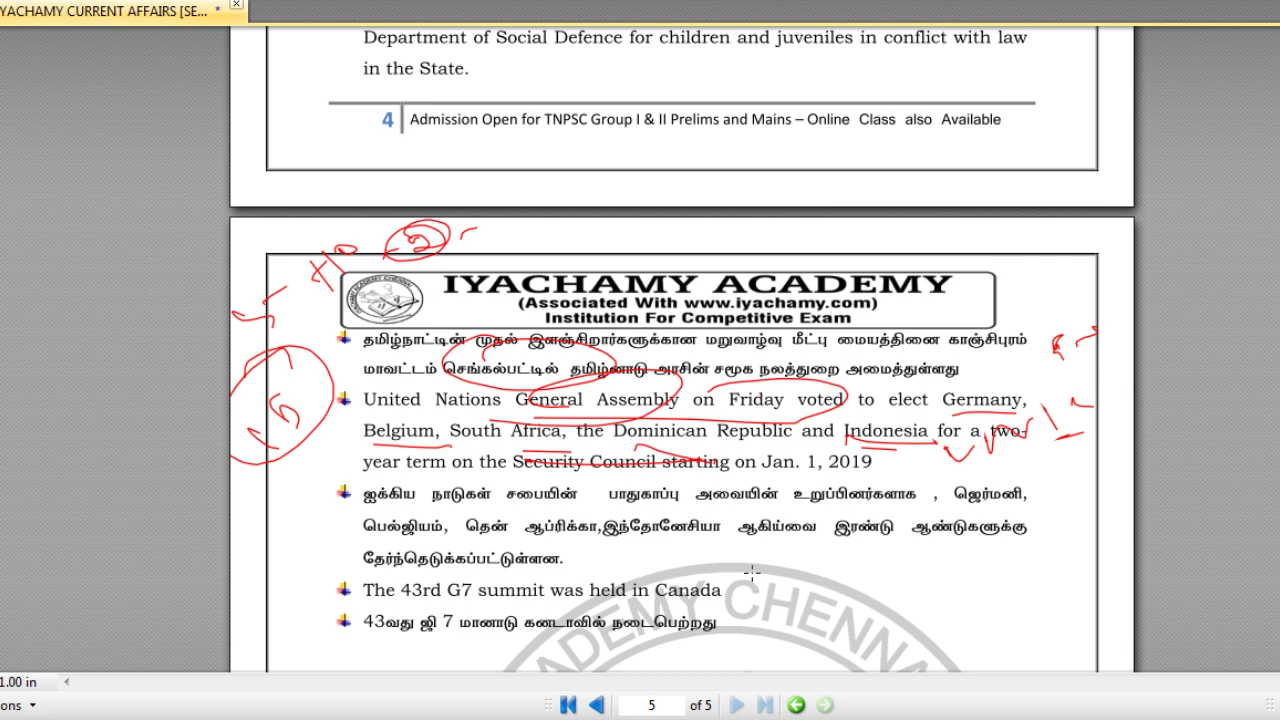 IYACHAMY CURRENT AFFAIRS [SE... *
Department of Social Defence for children and juveniles in conflict with law
in the State.
4 Admission Open for TNPSC Group I & II Prelims and Mains – Online Class also Available
IYACHAMY ACADEMY
(Associated With www.iyachamy.com)
Institution For Competitive Exam
தமிழ்நாட்டின் முதல் இளஞ்சிறார்களுக்கான மறுவாழ்வு மீட்பு மையத்தினை காஞ்சிபுரம்
மாவட்டம் செங்கல்பட்டில் தமிழ்னாடு அரசின் சமூக நலத்துறை அமைத்துள்ளது
United Nations General Assembly on Friday voted to elect Germany,
Belgium, South Africa, the Dominican Republic and Indonesia for a two-
year term on the Security Council starting on Jan. 1, 2019
ஐக்கிய நாடுகள் சபையின் பாதுகாப்பு அவையின் உறுப்பினர்களாக , ஜெர்மனி,
பெல்ஜியம், தென் ஆப்ரிக்கா,இந்தோனேசியா ஆகிய்வை இரண்டு ஆண்டுகளுக்கு
தேர்ந்தெடுக்கப்பட்டுள்ளன.
The 43rd G7 summit was held in Canada
43வது ஜி 7 மானாடு கனடாவில் நடைபெற்றது
ADEMY CHENNA
1.00 in
ons
5 of 5